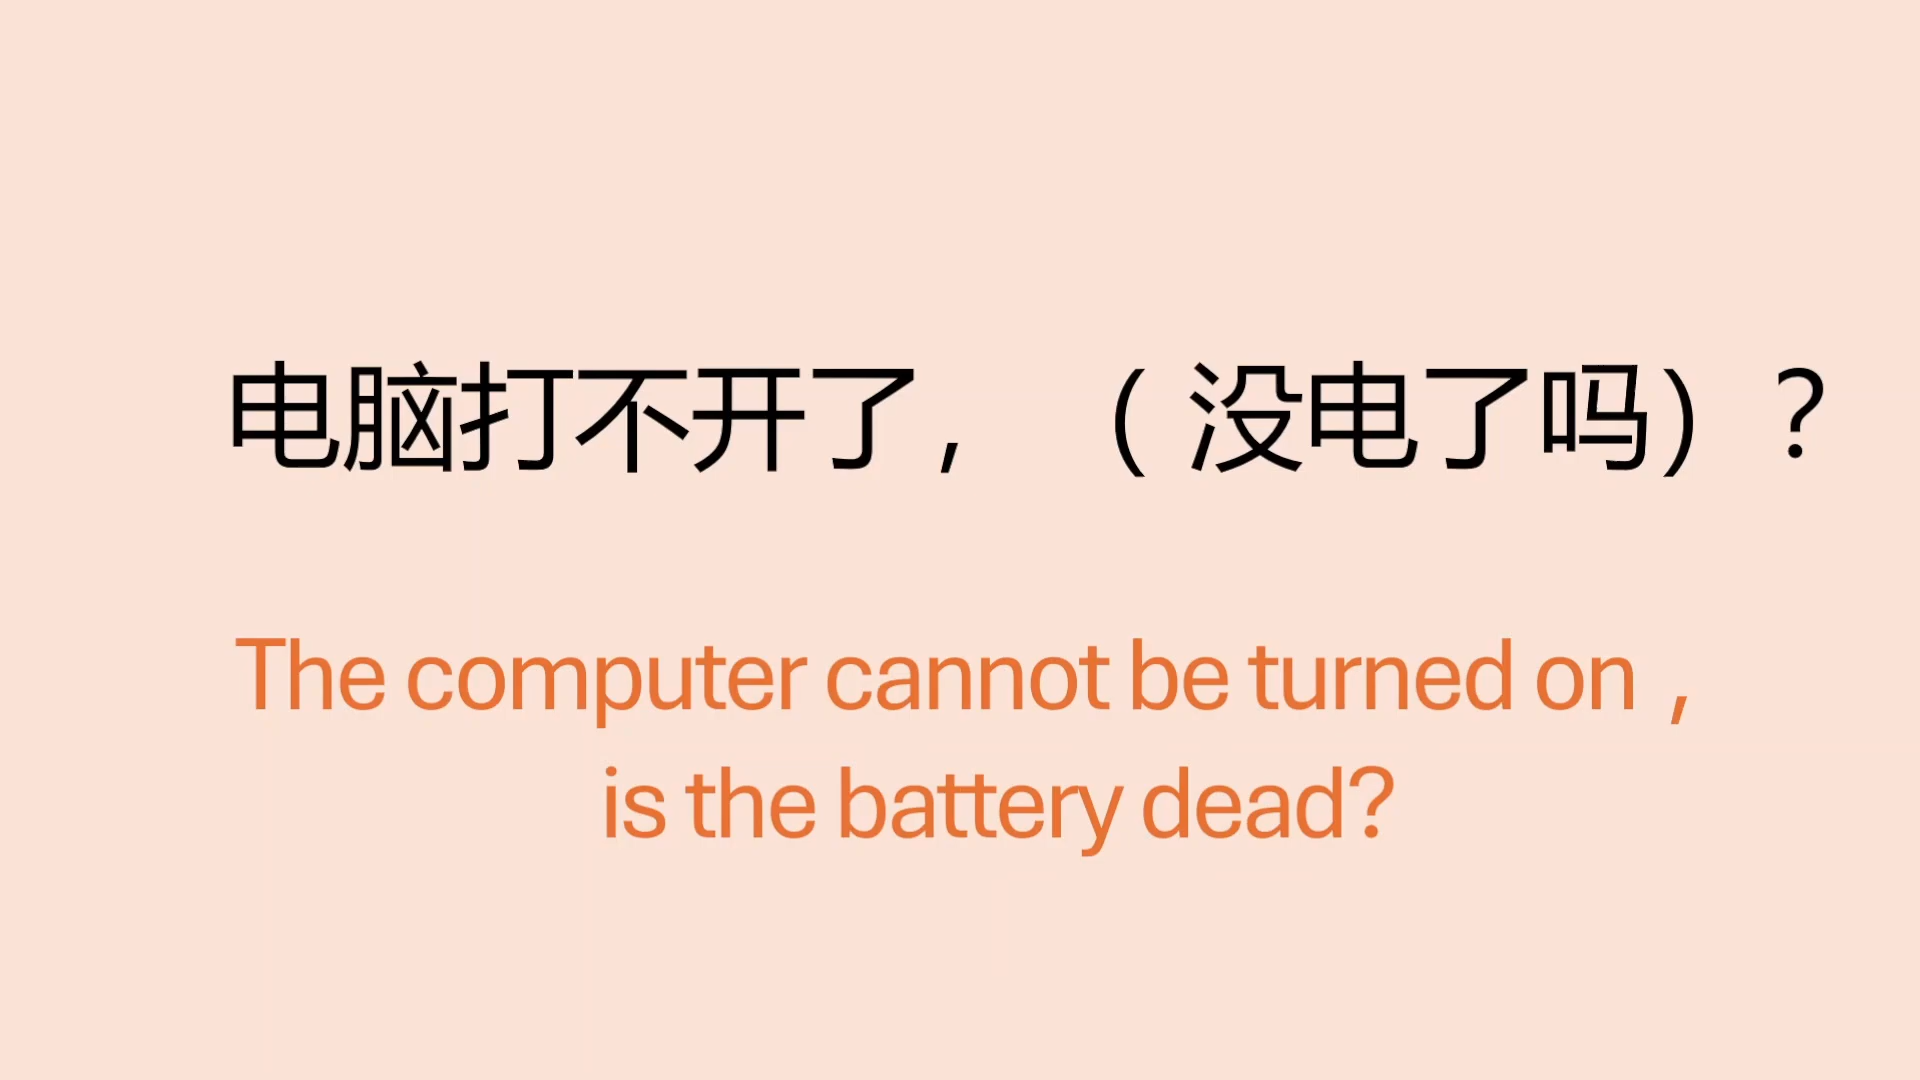 电脑打不开了，（ 没电了吗）？
The computer cannot be turned on ，
is the battery dead?